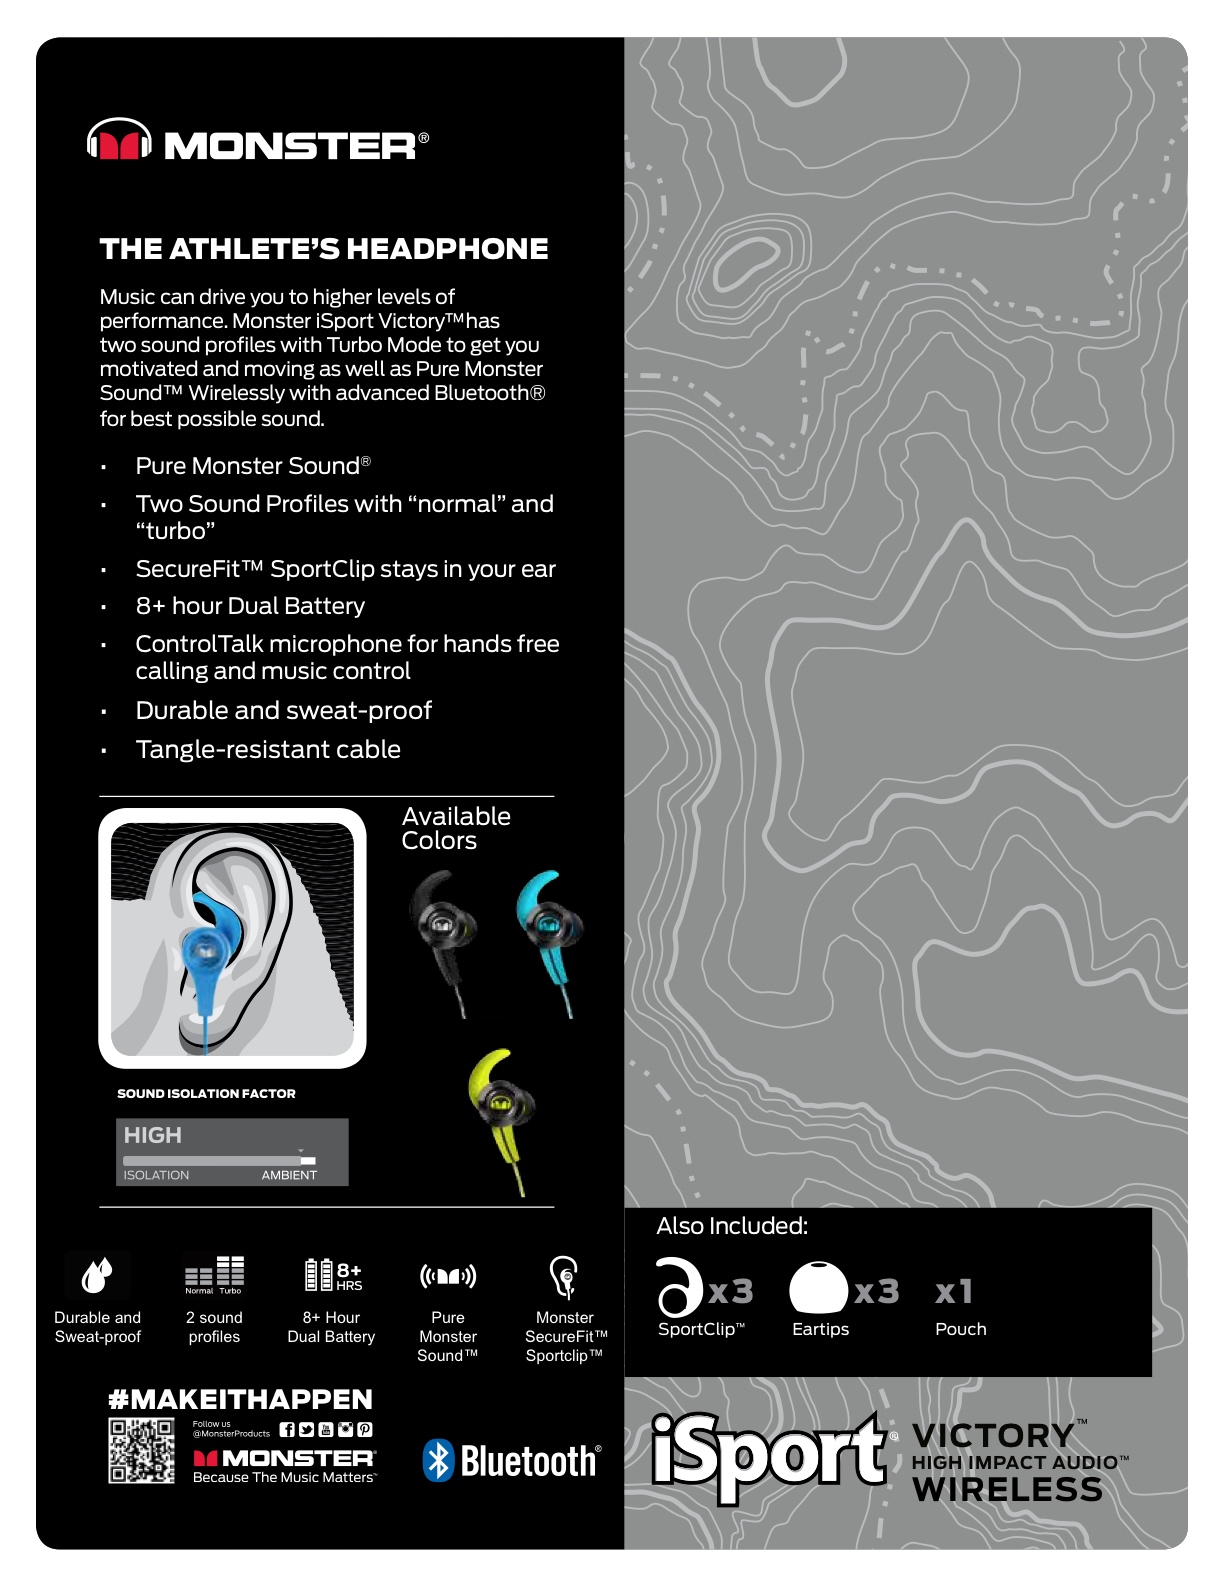 MONSTER®
THE ATHLETE'S HEADPHONE
Music can drive you to higher levels of
performance. Monster iSport Victory™has
two sound profiles with Turbo Mode to get you
motivated and moving as well as Pure Monster
Sound™ Wirelessly with advanced Bluetooth®
for best possible sound.
· Pure Monster Sound®
· Two Sound Profiles with “normal” and
“turbo”
· SecureFit™ SportClip stays in your ear
· 8+ hour Dual Battery
· ControlTalk microphone for hands free
calling and music control
· Durable and sweat-proof
· Tangle-resistant cable
Available
Colors
SOUND ISOLATION FACTOR
HIGH
ISOLATION AMBIENT
Normal Turbo
8+
HRS
Durable and
Sweat-proof
2 sound
profiles
8+ Hour
Dual Battery
Pure
Monster
Sound™
Monster
SecureFit™
Sportclip™
Also Included:
x3 x3 x1
SportClip™ Eartips Pouch
#MAKEITHAPPEN
Follow us
@MonsterProducts
MONSTER®
Because The Music Matters™
Bluetooth®
iSport®
VICTORY™
HIGH IMPACT AUDIO™
WIRELESS